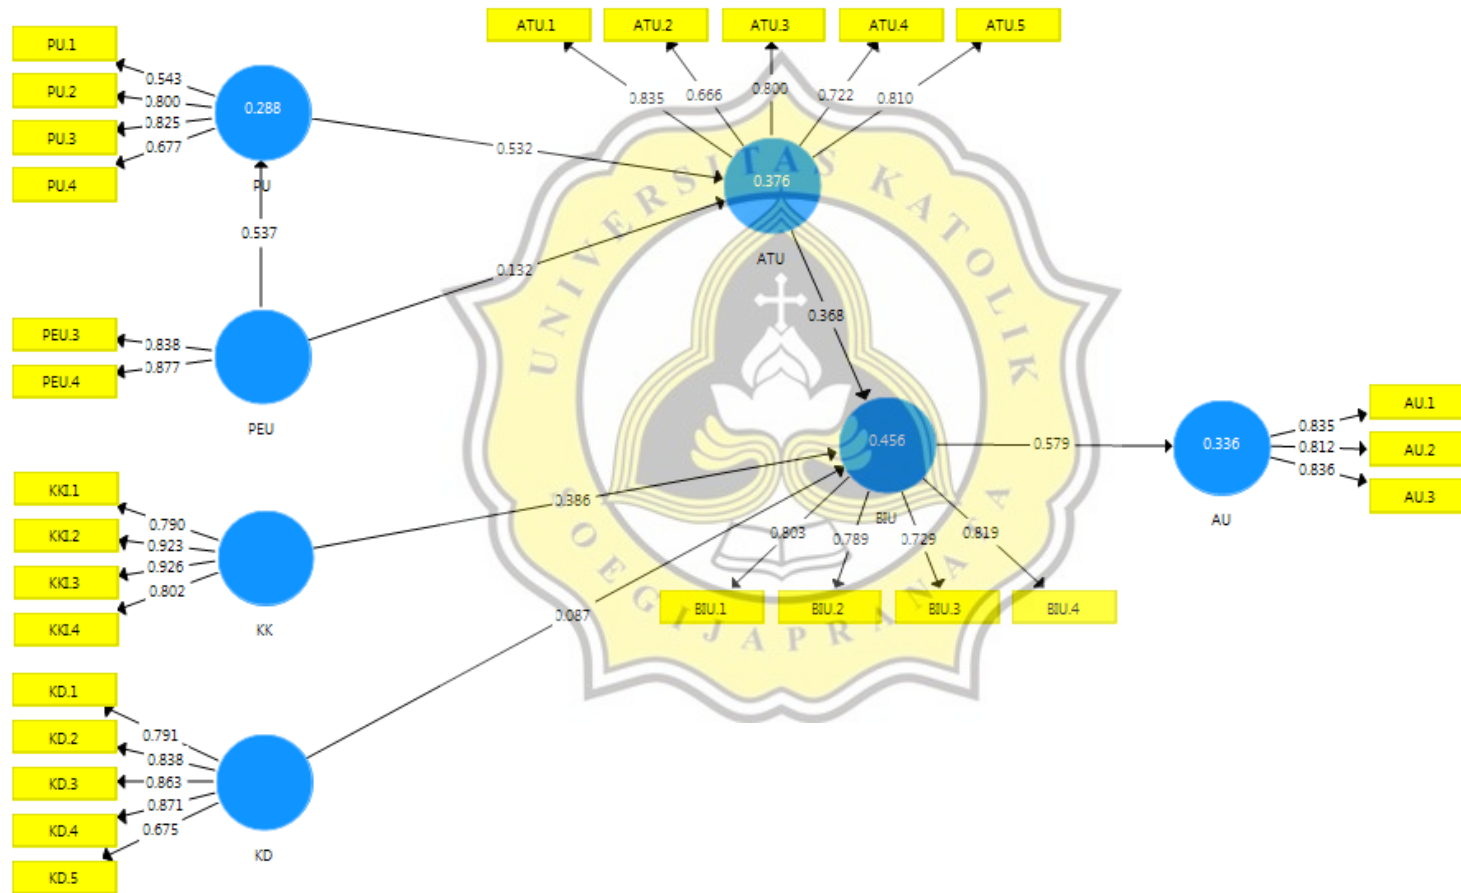 PU.1
PU.2
PU.3
PU.4
0.543
0.800
0.825
0.677
0.288
PU
0.537
PEU.3
PEU.4
0.838
0.877
PEU
KKI.1
KKI.2
KKI.3
KKI.4
0.790
0.923
0.926
0.802
KK
KD.1
KD.2
KD.3
KD.4
KD.5
0.791
0.838
0.863
0.871
0.675
KD
0.532
0.132
0.386
0.087
ATU.1
ATU.2
ATU.3
ATU.4
ATU.5
0.835
0.666
0.800
0.722
0.810
0.376
ATU
0.368
0.456
BIU
0.803
0.789
0.729
0.819
BIU.1
BIU.2
BIU.3
BIU.4
0.579
0.336
AU
0.835
0.812
0.836
AU.1
AU.2
AU.3
UNIVERSITAS KATOLIK
SOEGIJAPRANATA